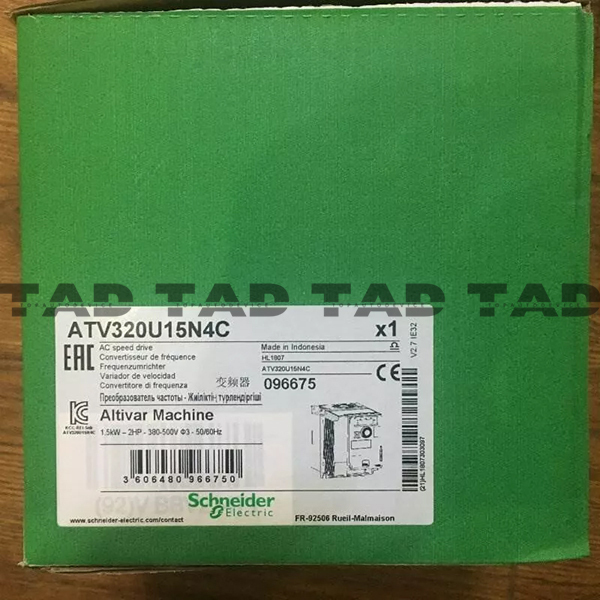 TAD TAD TAD TAD
ATV320U15N4C x1
EAC
AC speed drive
Convertisseur de fréquence
Frequenzumrichter
Variador de velocidad
Convertitore di frequenza
变频器
Преобразователь частоты - Жиіліктің түрлендіргіші
Made in Indonesia
HL1807
ATV320U15N4C
096675
CE
V2.7 IE32
Altivar Machine
1,5kW – 2HP - 380-500V Φ3 - 50/60Hz
3 606480 966750
Schneider
Electric
www.schneider-electric.com/contact
FR-92506 Rueil-Malmaison